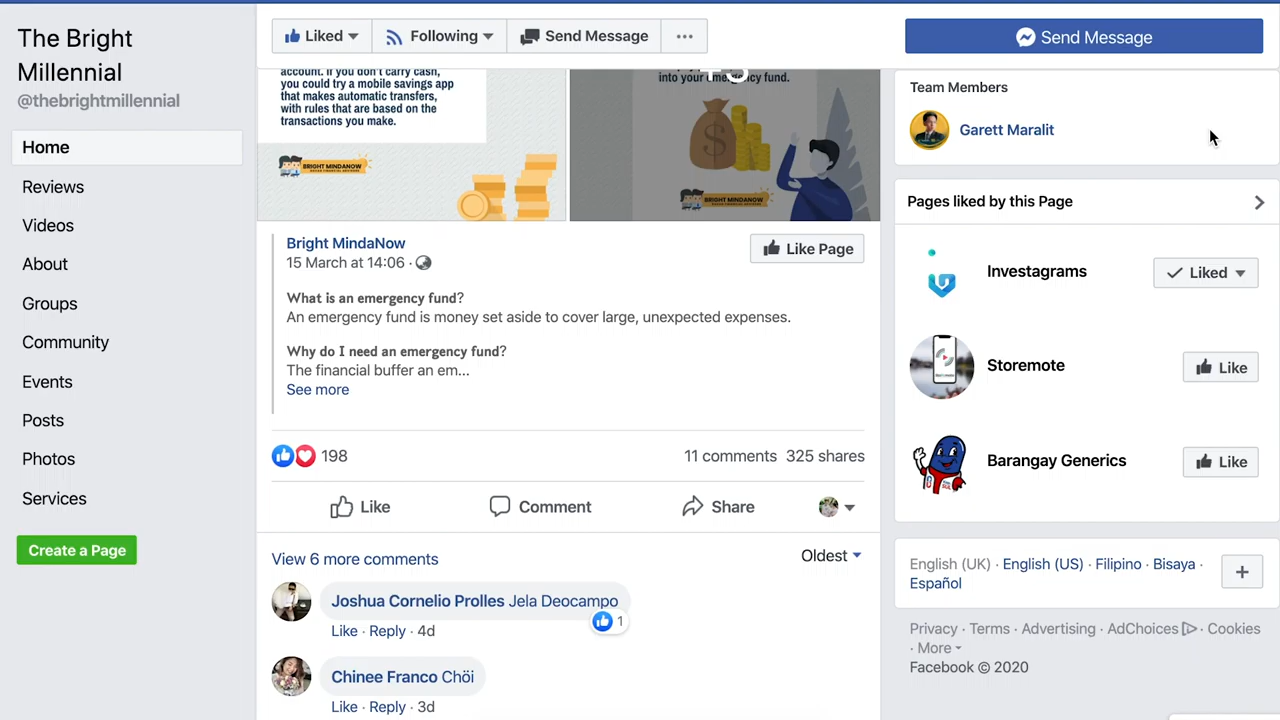 The Bright
Millennial
@thebrightmillennial
Home
Reviews
Videos
About
Groups
Community
Events
Posts
Photos
Services
Create a Page
Liked
Following
Send Message
account. If you don't carry cash,
you could try a mobile savings app
that makes automatic transfers,
with rules that are based on the
transactions you make.
BRIGHT MINDANOW
into your emergency fund.
BRIGHT MINDANOW
Bright MindaNow
15 March at 14:06 ·
Like Page
What is an emergency fund?
An emergency fund is money set aside to cover large, unexpected expenses.
Why do I need an emergency fund?
The financial buffer an em...
See more
198
11 comments 325 shares
Like
Comment
Share
View 6 more comments
Oldest
Joshua Cornelio Prolles Jela Deocampo
1
Like · Reply · 4d
Chinee Franco Chöi
Like · Reply · 3d
Send Message
Team Members
Garett Maralit
Pages liked by this Page
Investagrams
Liked
Storemote
Like
Barangay Generics
Like
English (UK) · English (US) · Filipino · Bisaya ·
Español
Privacy · Terms · Advertising · AdChoices · Cookies
· More
Facebook © 2020